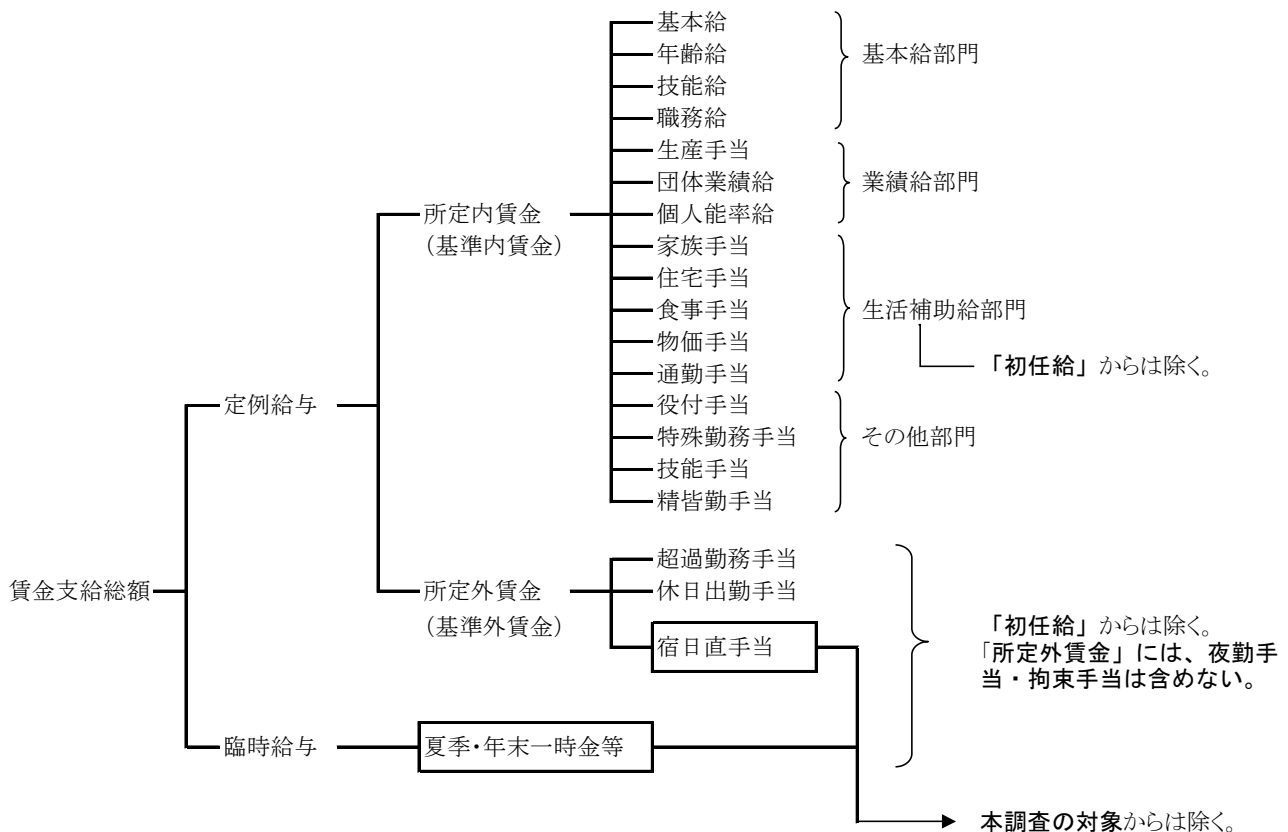 基本給
年齢給
基本給部門
技能給
職務給
生産手当
団体業績給
業績給部門
所定内賃金
(基準内賃金)
個人能率給
家族手当
住宅手当
食事手当
生活補助給部門
物価手当
通勤手当
「初任給」からは除く。
定例給与
役付手当
特殊勤務手当
その他部門
技能手当
精皆勤手当
超過勤務手当
賃金支給総額
所定外賃金
(基準外賃金)
休日出勤手当
宿日直手当
「初任給」からは除く。
「所定外賃金」には、夜勤手
当・拘束手当は含めない。
臨時給与
夏季・年末一時金等
本調査の対象からは除く。